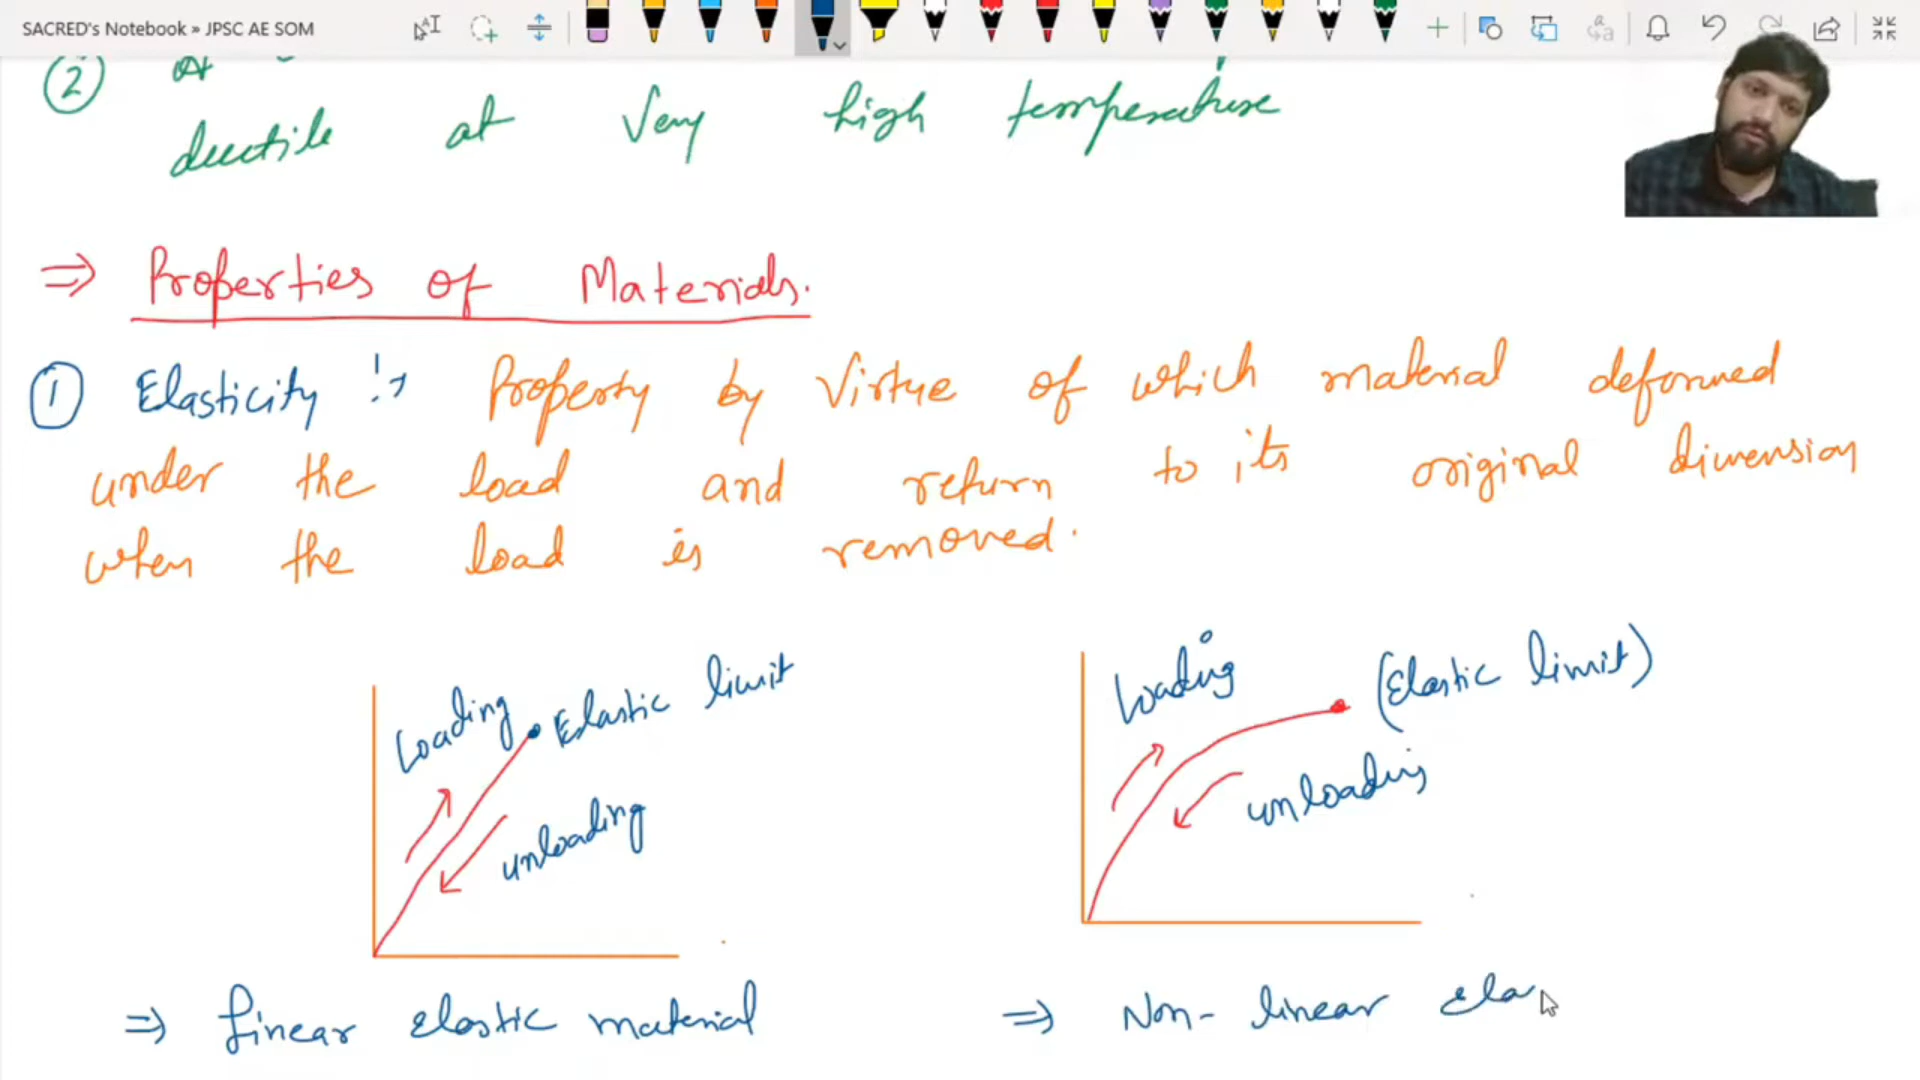 SACRED's Notebook » JPSC AE SOM
②
ductile at very high temperature
⇒ Properties of Materials.
① Elasticity :→ Property by virtue of which material deformed
under the load and return to its original dimension
when the load is removed.
Loading Elastic limit
unloading
Loading (Elastic limit)
unloading
⇒ Linear elastic material
⇒ Non-linear ela